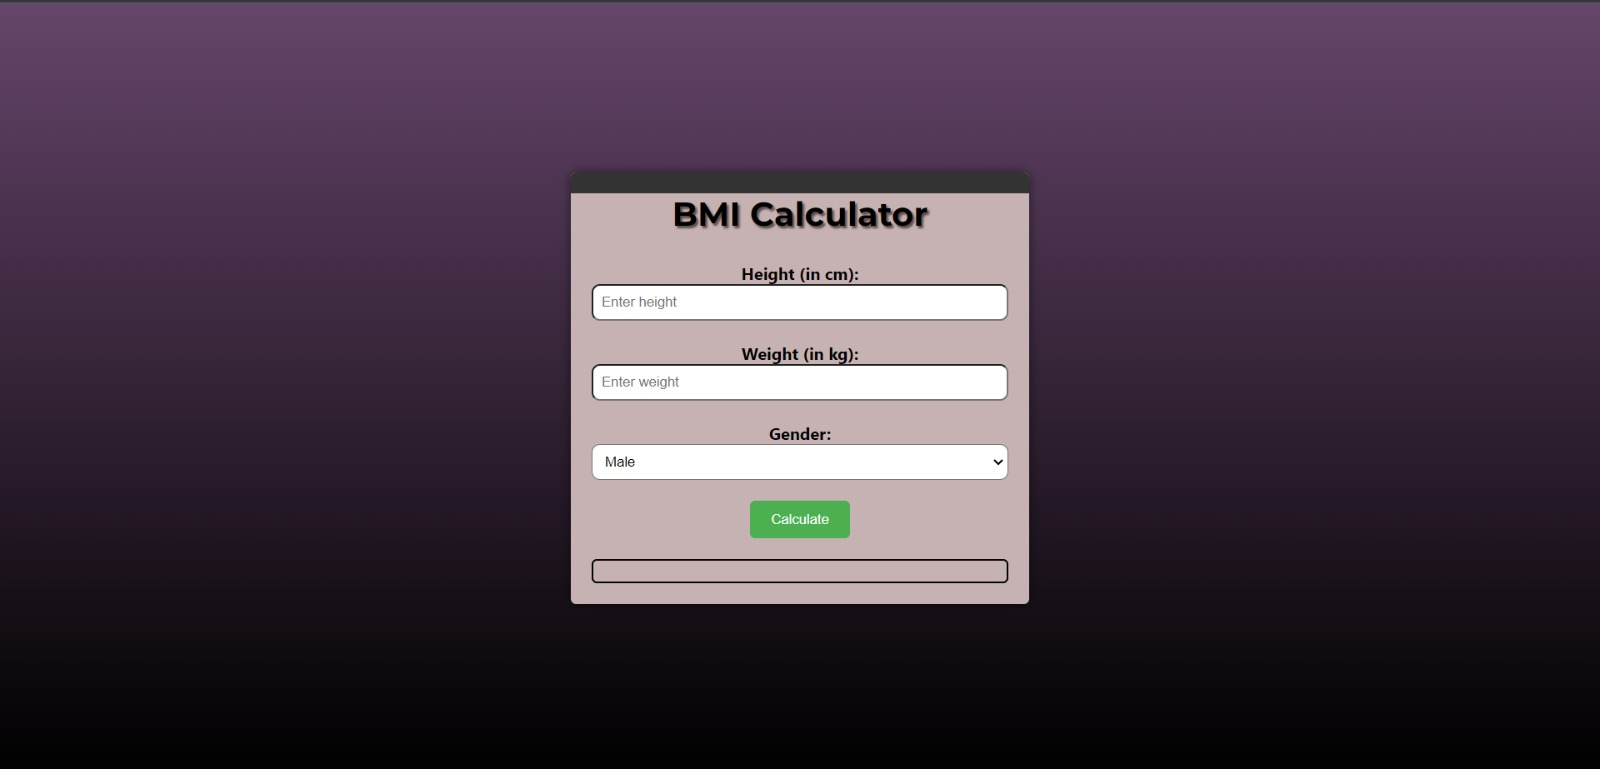 BMI Calculator
Height (in cm):
Enter height
Weight (in kg):
Enter weight
Gender:
Male
Calculate